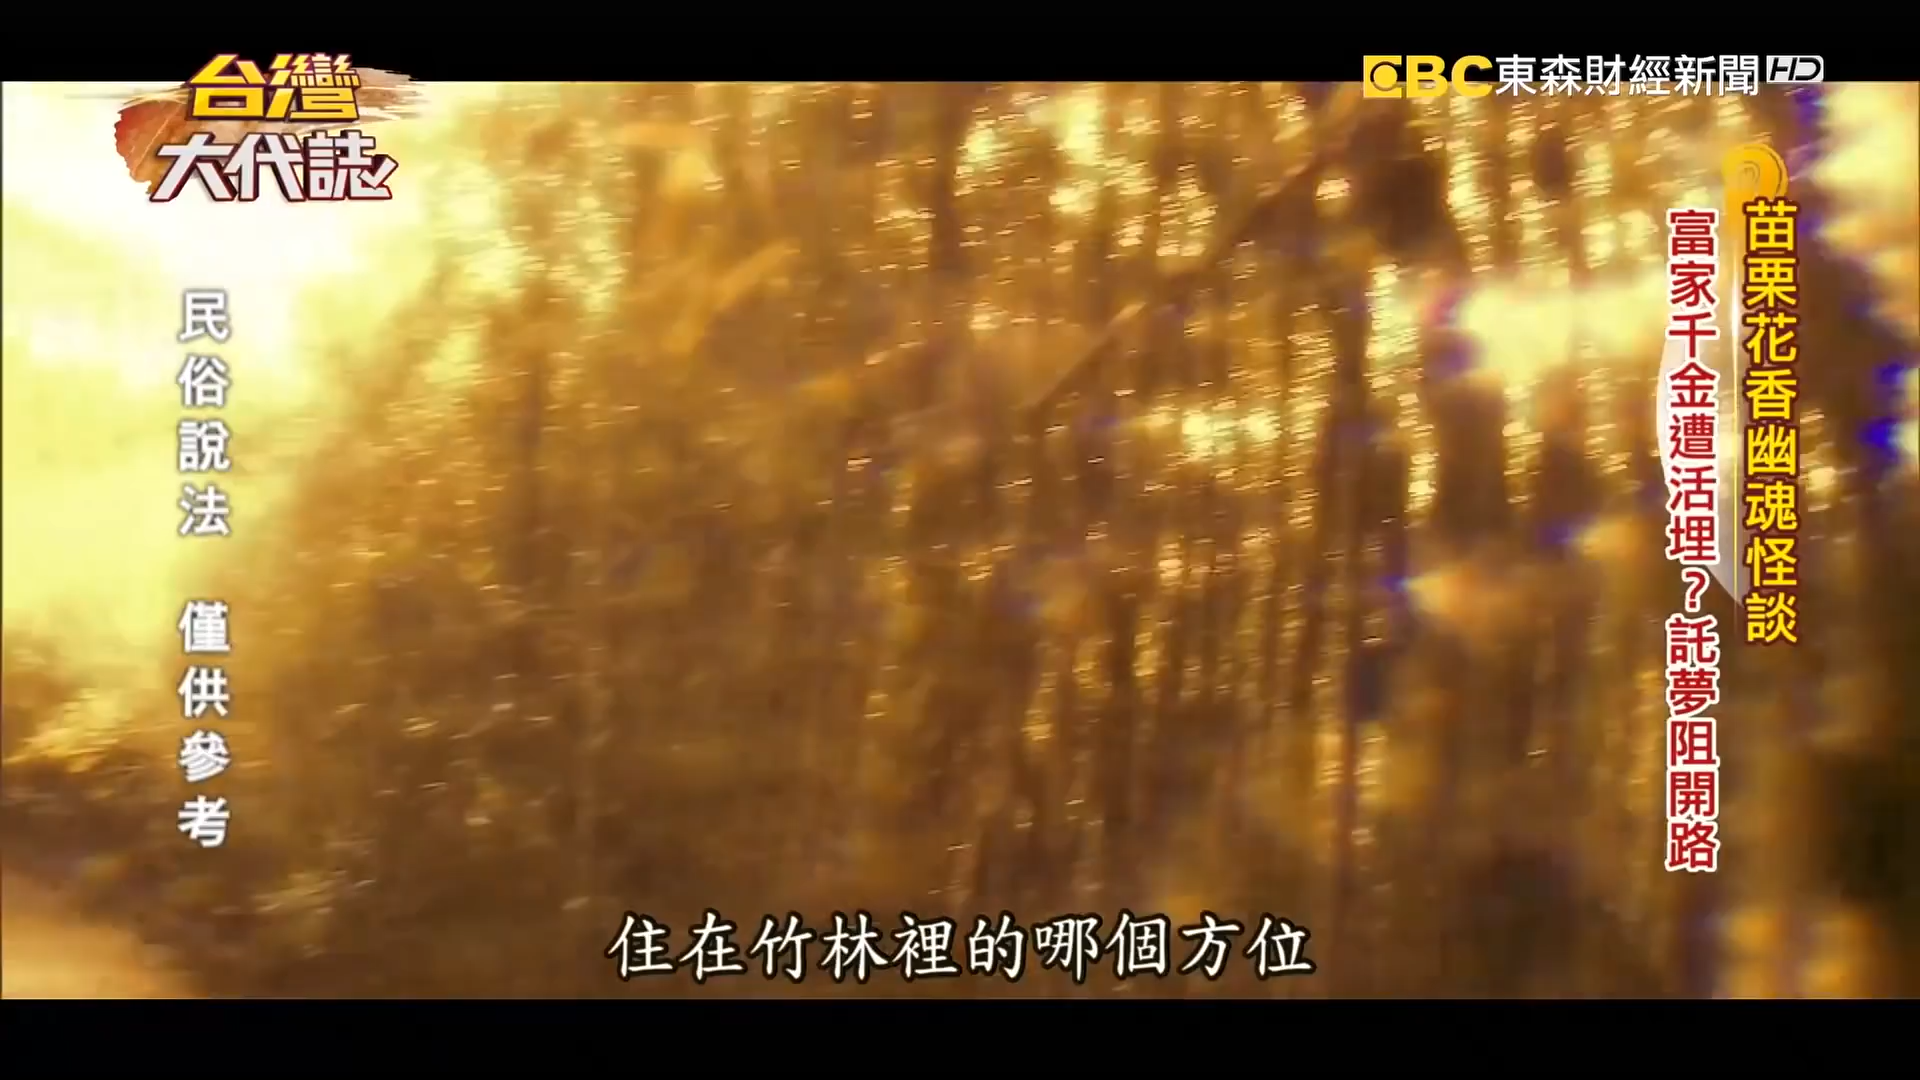 台灣
大代誌
EBC東森財經新聞HD
苗栗花香幽魂怪談
富家千金遭活埋?託夢阻開路
民俗說法 僅供參考
住在竹林裡的哪個方位